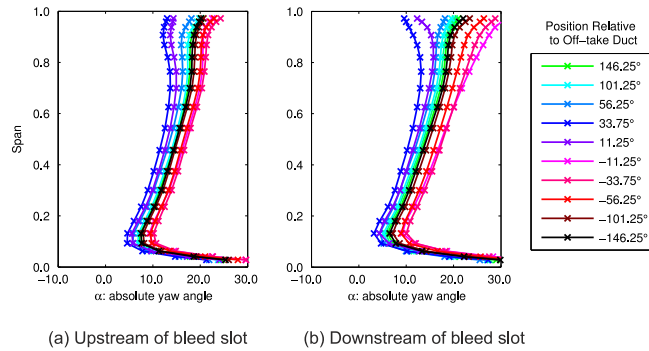 Span
1.0
0.8
0.6
0.4
0.2
0.0
−10.0 0.0 10.0 20.0 30.0
α: absolute yaw angle
(a) Upstream of bleed slot
1.0
0.8
0.6
0.4
0.2
0.0
−10.0 0.0 10.0 20.0 30.0
α: absolute yaw angle
(b) Downstream of bleed slot
Position Relative
to Off-take Duct
146.25°
101.25°
56.25°
33.75°
11.25°
−11.25°
−33.75°
−56.25°
−101.25°
−146.25°